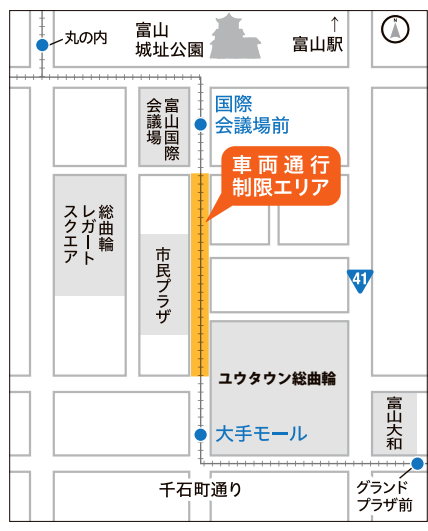 丸の内
富山
城址公園
↑
富山駅
N
国際
会議場前
富山国際
会議場
車両通行
制限エリア
総曲輪
レガート
スクエア
市民プラザ
41
ユウタウン総曲輪
富山大和
大手モール
千石町通り
グランド
プラザ前